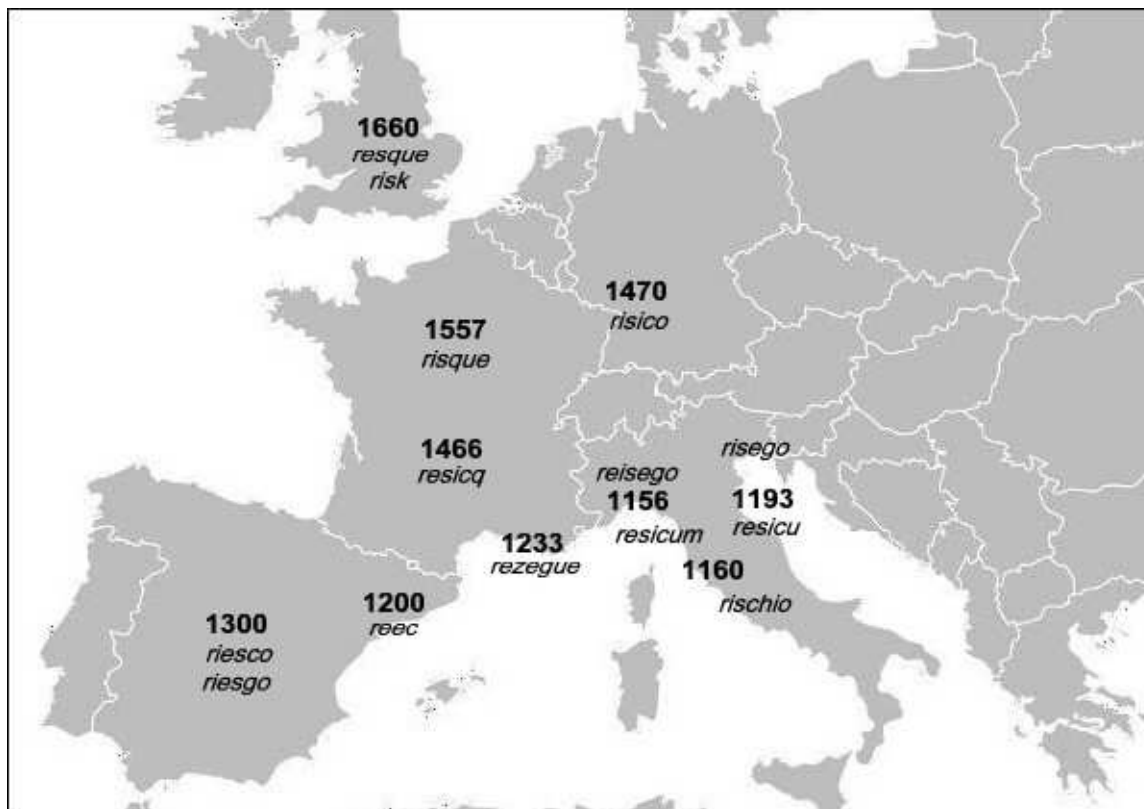 1660
resque
risk
1470
risico
1557
risque
1466
resicq
risego
reisego
1156
1193
resicum
resicu
1233
rezegue
1160
rischio
1200
reec
1300
riesco
riesgo